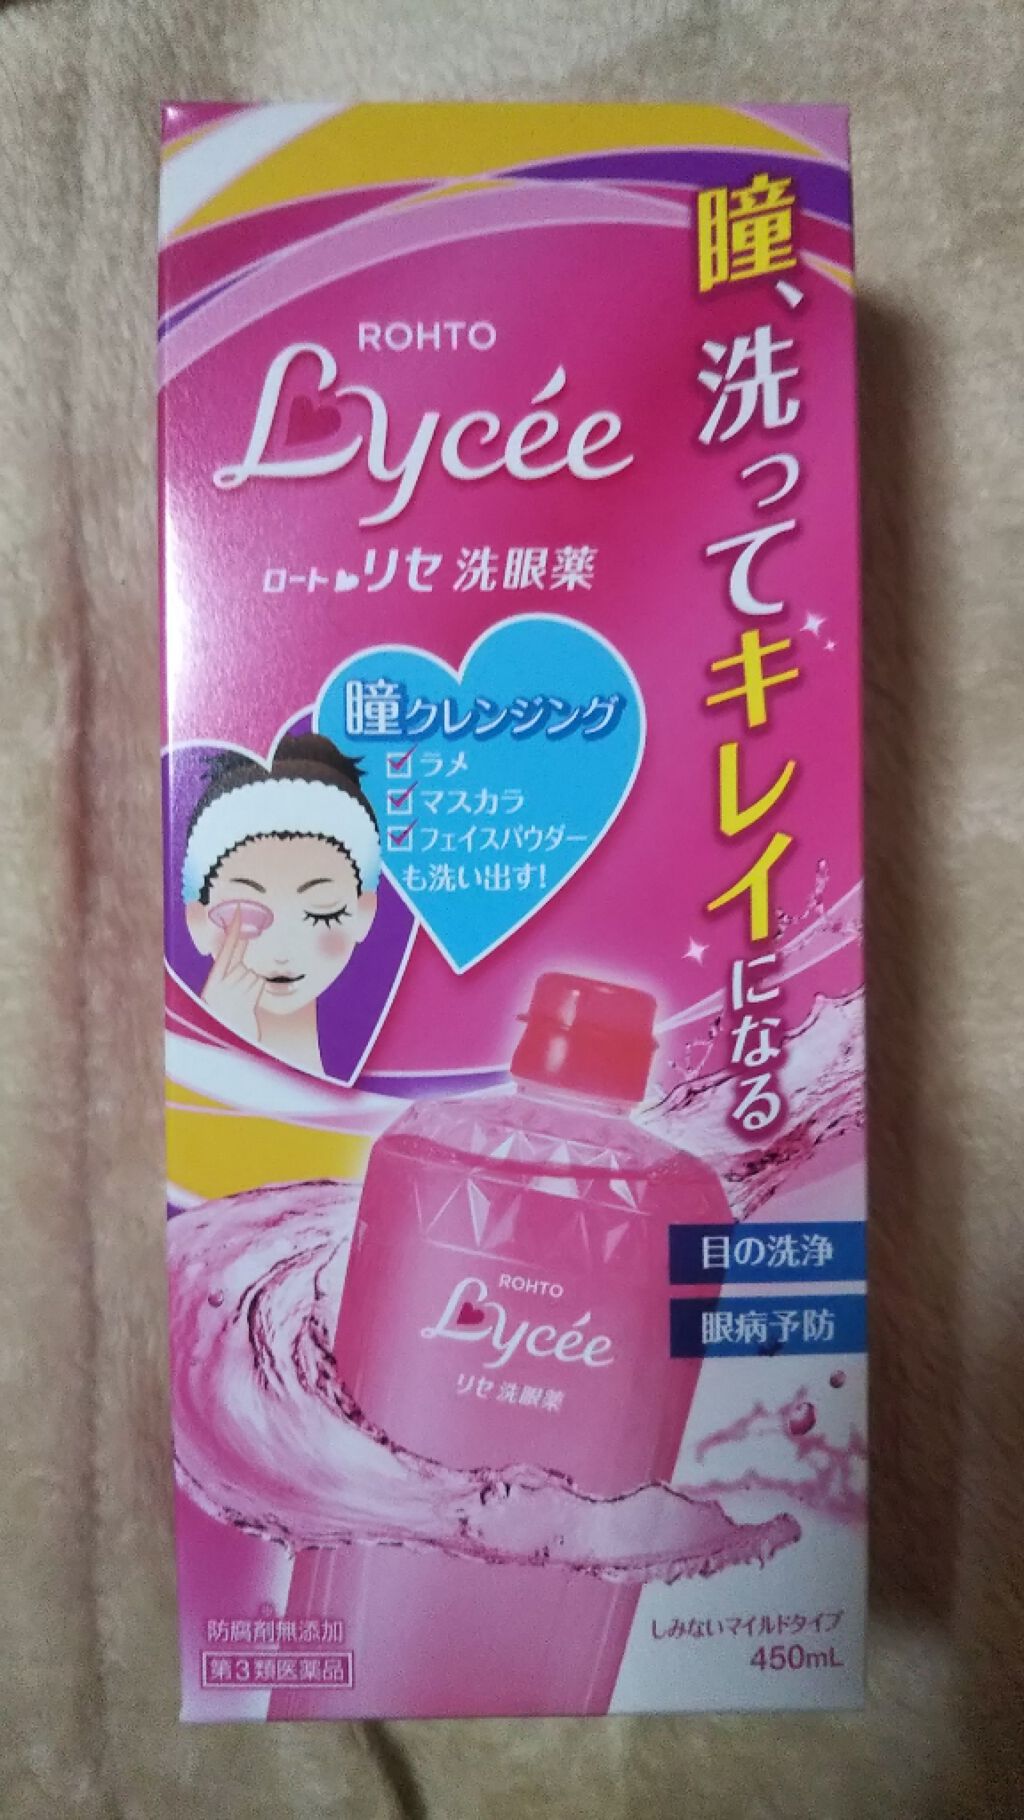 瞳、洗ってキレイになる
ROHTO
Lycée
ロートリセ 洗眼薬
瞳クレンジング
ラメ
マスカラ
フェイスパウダー
も洗い出す!
目の洗浄
眼病予防
ROHTO
Lycée
リセ 洗眼薬
防腐剤無添加
第3類医薬品
しみないマイルドタイプ
450mL